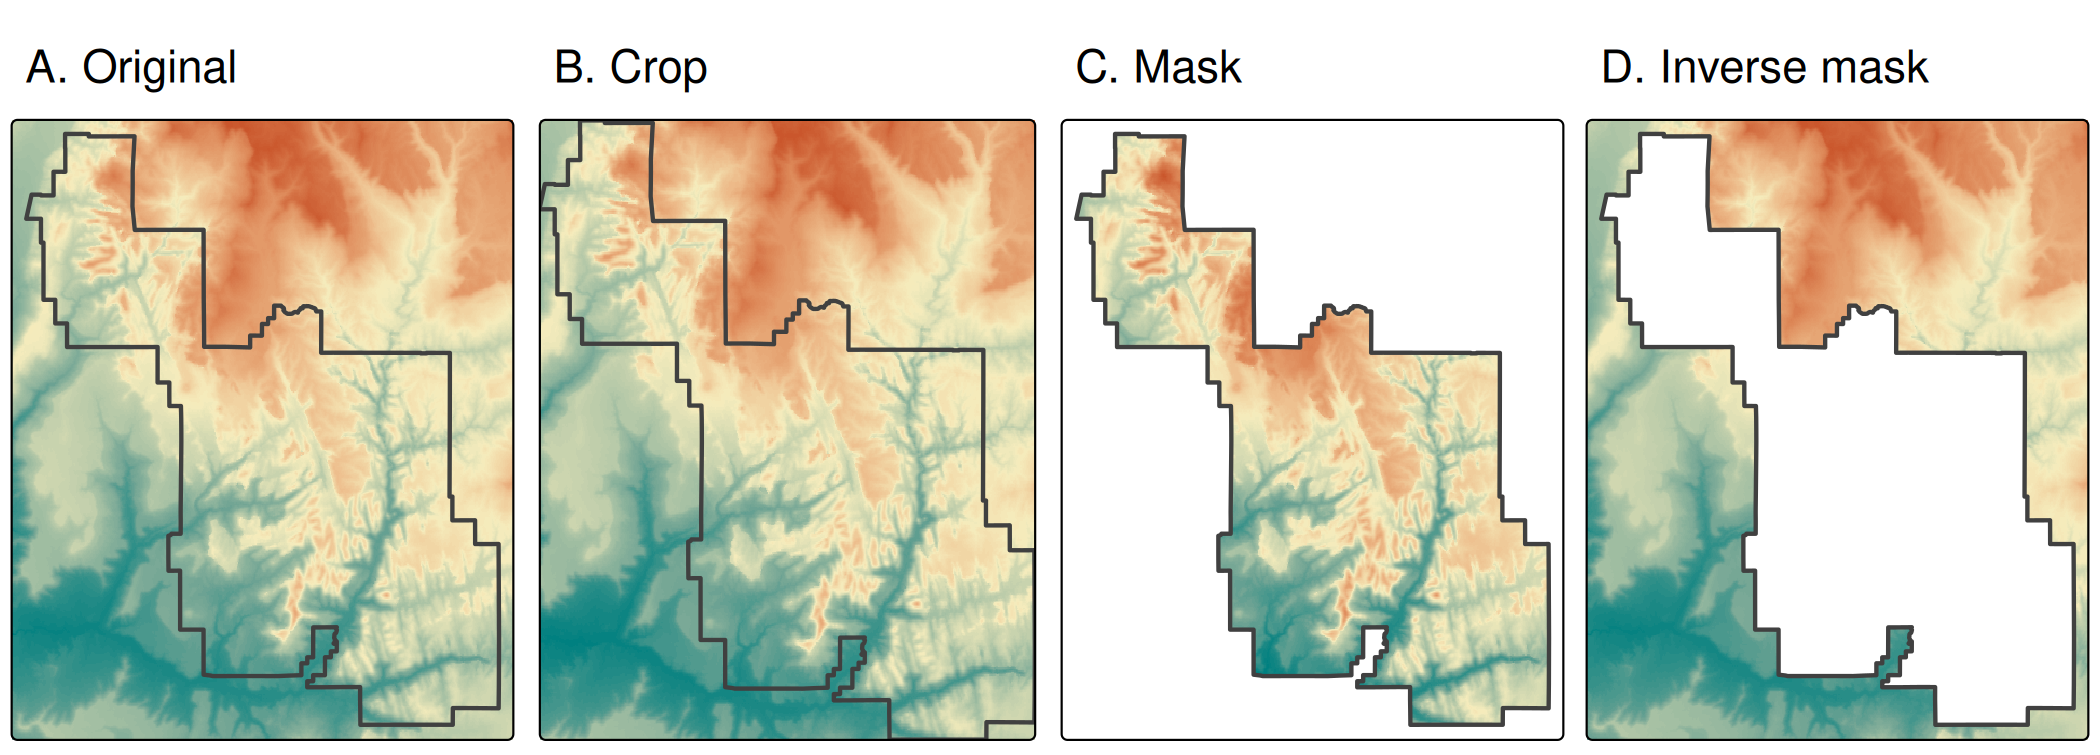 A. Original
B. Crop
C. Mask
D. Inverse mask